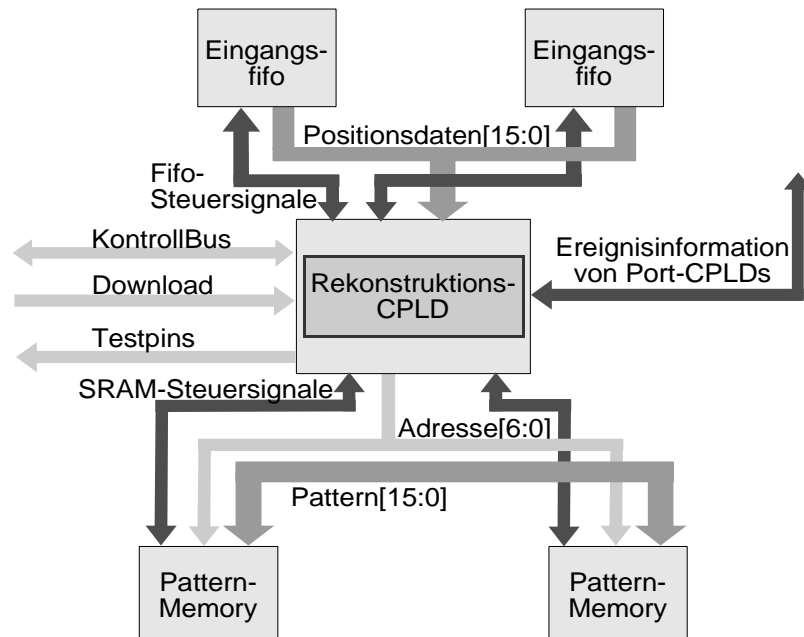 Eingangs-
fifo
Eingangs-
fifo
Positionsdaten[15:0]
Fifo-
Steuersignale
KontrollBus
Ereignisinformation
von Port-CPLDs
Download
Rekonstruktions-
CPLD
Testpins
SRAM-Steuersignale
Adresse[6:0]
Pattern[15:0]
Pattern-
Memory
Pattern-
Memory